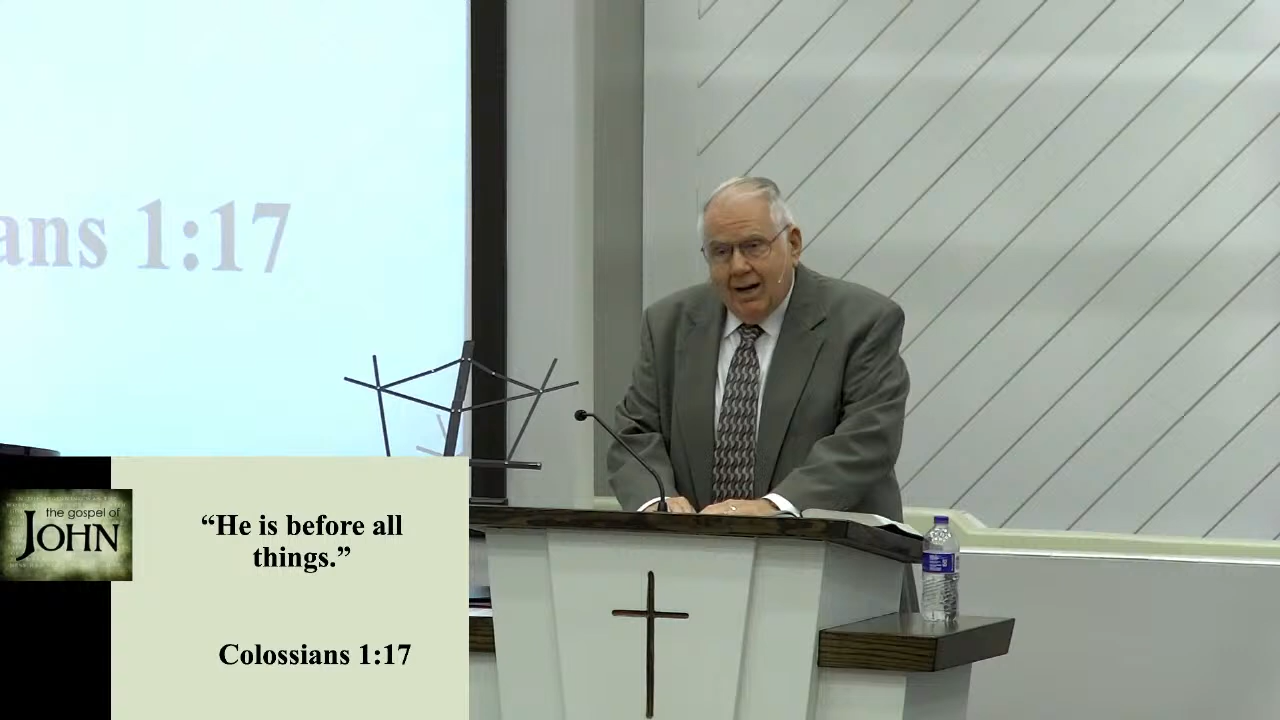 ans 1:17
the gospel of
JOHN
“He is before all
things.”
Colossians 1:17